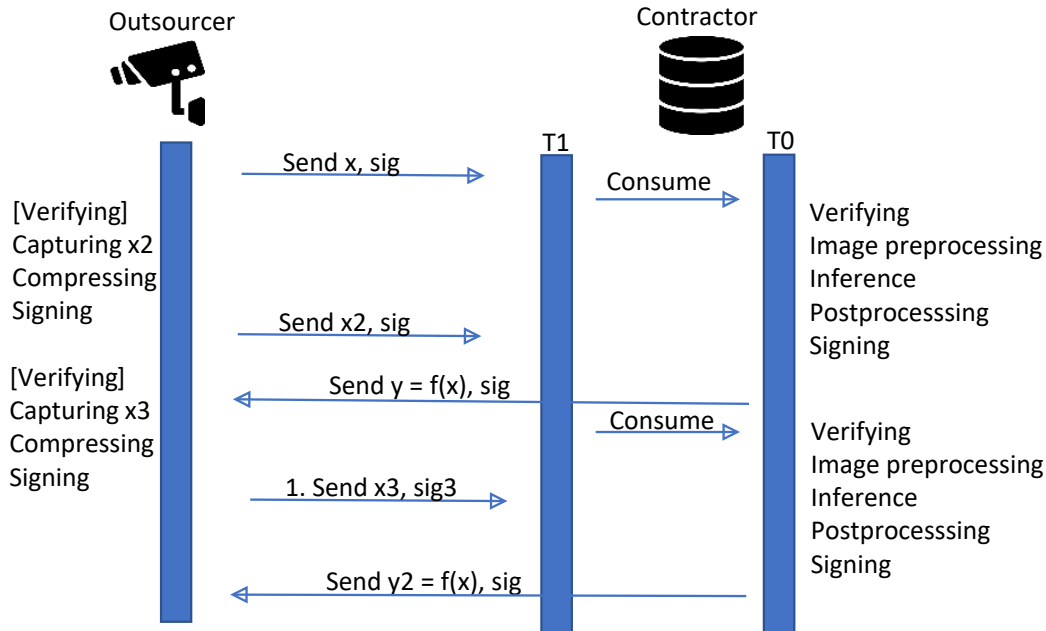 Outsourcer
Contractor
T1
T0
Send x, sig
Consume
[Verifying]
Capturing x2
Compressing
Signing
Verifying
Image preprocessing
Inference
Postprocesssing
Signing
Send x2, sig
[Verifying]
Capturing x3
Compressing
Signing
Send y = f(x), sig
Consume
Verifying
Image preprocessing
Inference
Postprocesssing
Signing
1. Send x3, sig3
Send y2 = f(x), sig